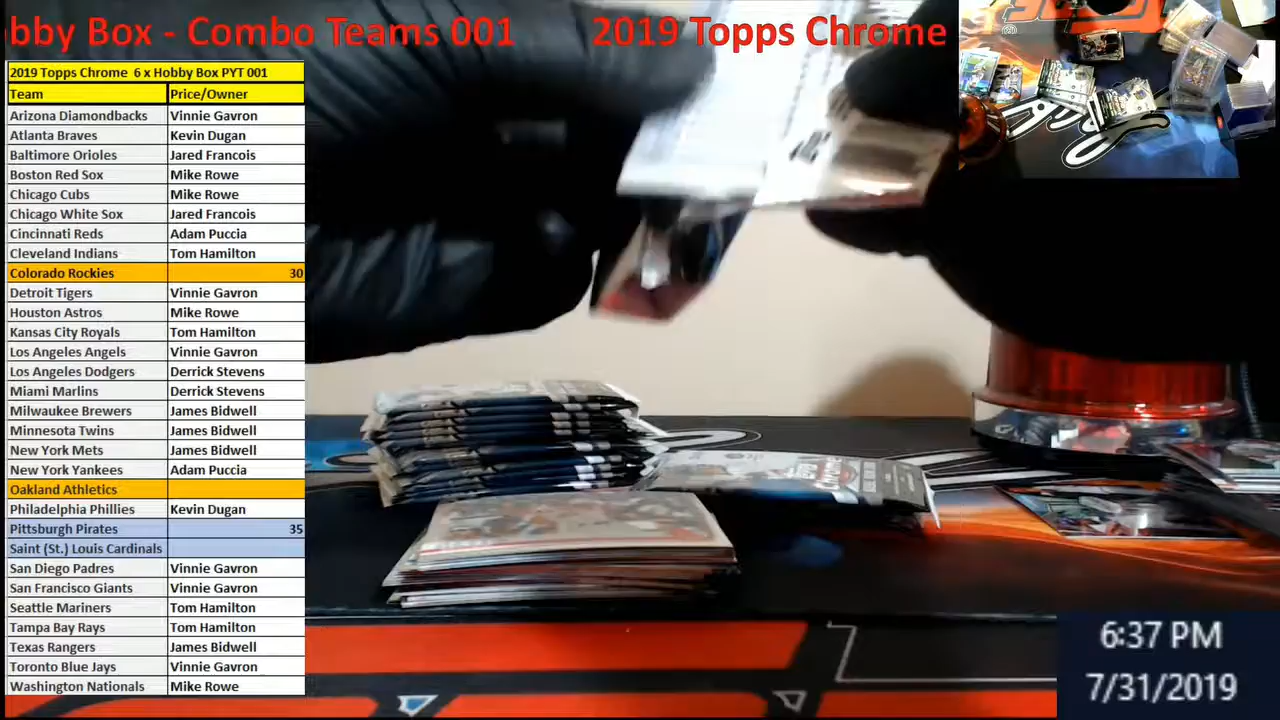 bby Box - Combo Teams 001 2019 Topps Chrome
2019 Topps Chrome 6 x Hobby Box PYT 001
Team Price/Owner
Arizona Diamondbacks Vinnie Gavron
Atlanta Braves Kevin Dugan
Baltimore Orioles Jared Francois
Boston Red Sox Mike Rowe
Chicago Cubs Mike Rowe
Chicago White Sox Jared Francois
Cincinnati Reds Adam Puccia
Cleveland Indians Tom Hamilton
Colorado Rockies 30
Detroit Tigers Vinnie Gavron
Houston Astros Mike Rowe
Kansas City Royals Tom Hamilton
Los Angeles Angels Vinnie Gavron
Los Angeles Dodgers Derrick Stevens
Miami Marlins Derrick Stevens
Milwaukee Brewers James Bidwell
Minnesota Twins James Bidwell
New York Mets James Bidwell
New York Yankees Adam Puccia
Oakland Athletics
Philadelphia Phillies Kevin Dugan
Pittsburgh Pirates 35
Saint (St.) Louis Cardinals
San Diego Padres Vinnie Gavron
San Francisco Giants Vinnie Gavron
Seattle Mariners Tom Hamilton
Tampa Bay Rays Tom Hamilton
Texas Rangers James Bidwell
Toronto Blue Jays Vinnie Gavron
Washington Nationals Mike Rowe
6:37 PM
7/31/2019